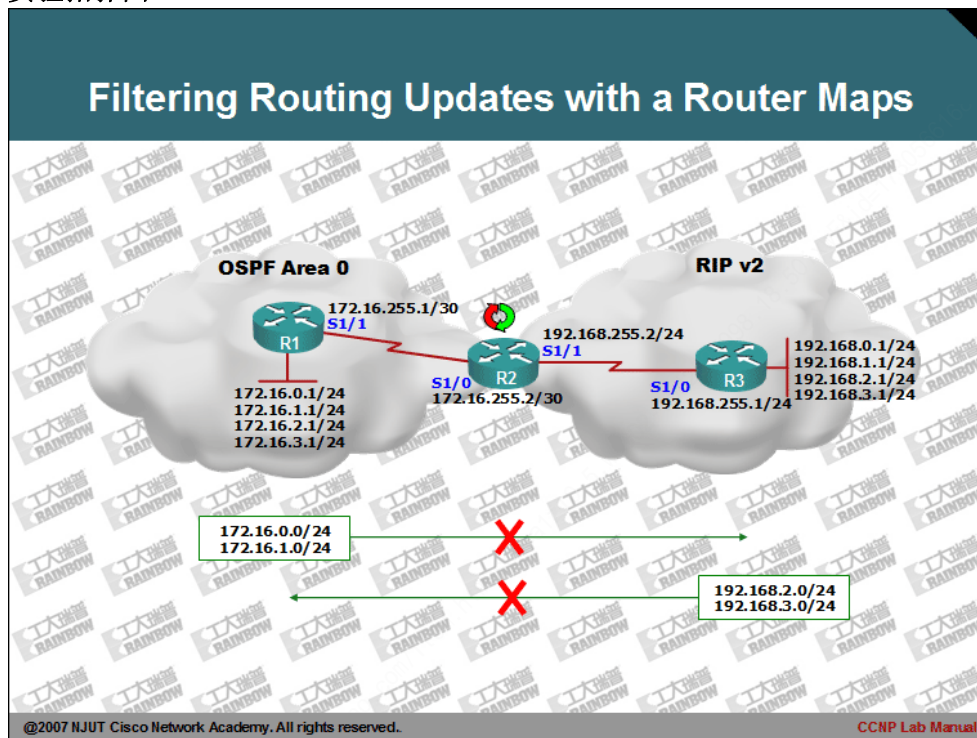 Filtering Routing Updates with a Router Maps
OSPF Area 0
RIP v2
172.16.255.1/30
S1/1
R1
192.168.255.2/24
S1/1
R2
S1/0
172.16.255.2/30
S1/0
R3
192.168.255.1/24
192.168.0.1/24
192.168.1.1/24
192.168.2.1/24
192.168.3.1/24
172.16.0.1/24
172.16.1.1/24
172.16.2.1/24
172.16.3.1/24
172.16.0.0/24
172.16.1.0/24
192.168.2.0/24
192.168.3.0/24
工大瑞普
RAINBOW
@2007 NJUT Cisco Network Academy. All rights reserved..
CCNP Lab Manual